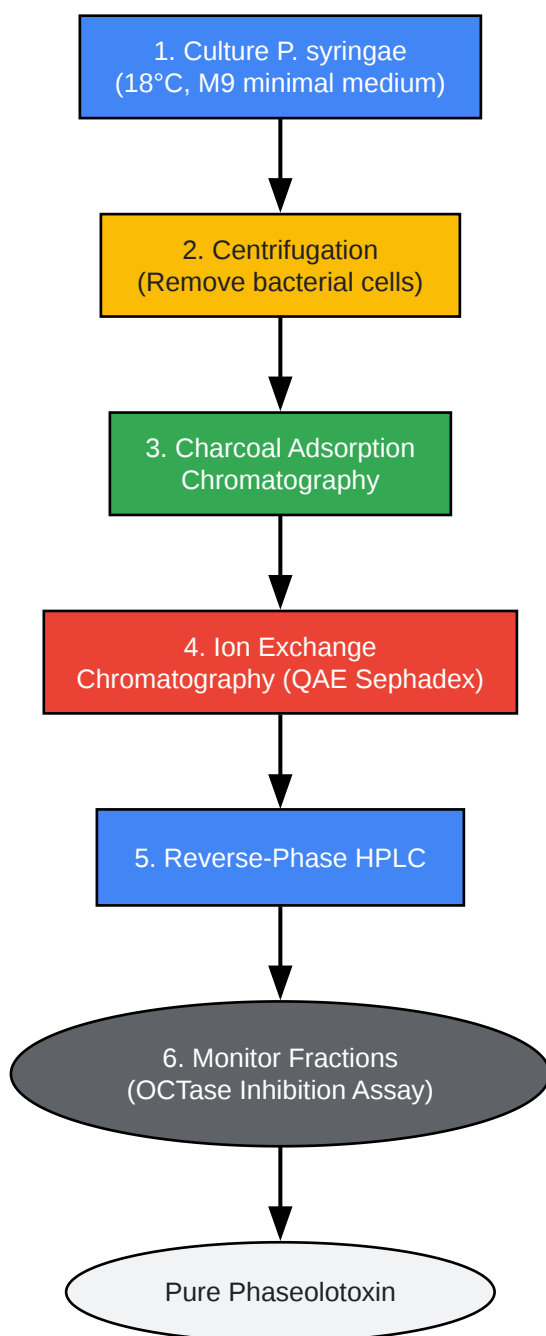 1. Culture P. syringae
(18°C, M9 minimal medium)
2. Centrifugation
(Remove bacterial cells)
3. Charcoal Adsorption
Chromatography
4. Ion Exchange
Chromatography (QAE Sephadex)
5. Reverse-Phase HPLC
6. Monitor Fractions
(OCTase Inhibition Assay)
Pure Phaseolotoxin